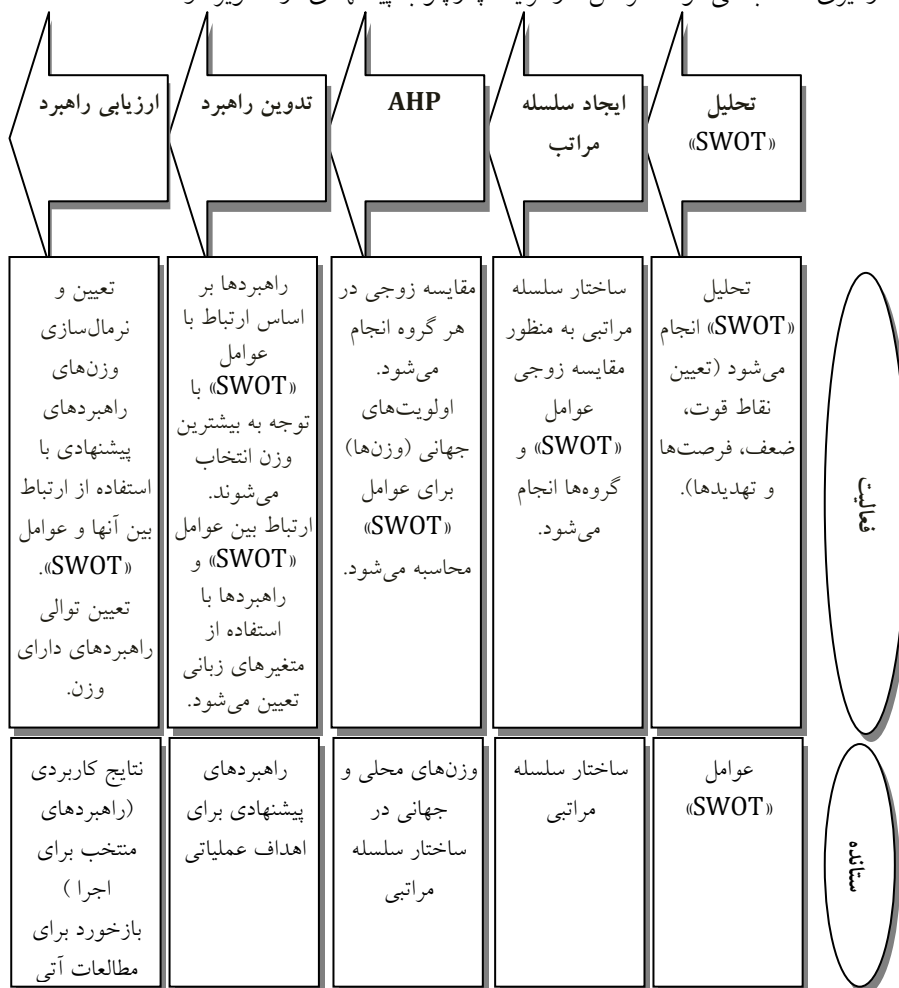 تحلیل
«SWOT»
ایجاد سلسله
مراتب
AHP
تدوین راهبرد
ارزیابی راهبرد
فعالیت
تحلیل
«SWOT» انجام
می‌شود (تعیین
نقاط قوت،
ضعف، فرصت‌ها
و تهدیدها).
ساختار سلسله
مراتبی به منظور
مقایسه زوجی
عوامل
«SWOT» و
گروه‌ها انجام
می‌شود.
مقایسه زوجی در
هر گروه انجام
می‌شود.
اولویت‌های
جهانی (وزن‌ها)
برای عوامل
«SWOT»
محاسبه می‌شود.
راهبردها بر
اساس ارتباط با
عوامل
«SWOT» با
توجه به بیشترین
وزن انتخاب
می‌شوند.
ارتباط بین عوامل
«SWOT» و
راهبردها با
استفاده از
متغیرهای زبانی
تعیین می‌شود.
تعیین و
نرمال‌سازی
وزن‌های
راهبردهای
پیشنهادی با
استفاده از ارتباط
بین آنها و عوامل
«SWOT».
تعیین توالی
راهبردهای دارای
وزن.
ستانده
عوامل
«SWOT»
ساختار سلسله
مراتبی
وزن‌های محلی و
جهانی در
ساختار سلسله
مراتبی
راهبردهای
پیشنهادی برای
اهداف عملیاتی
نتایج کاربردی
(راهبردهای
منتخب برای
اجرا )
بازخورد برای
مطالعات آتی